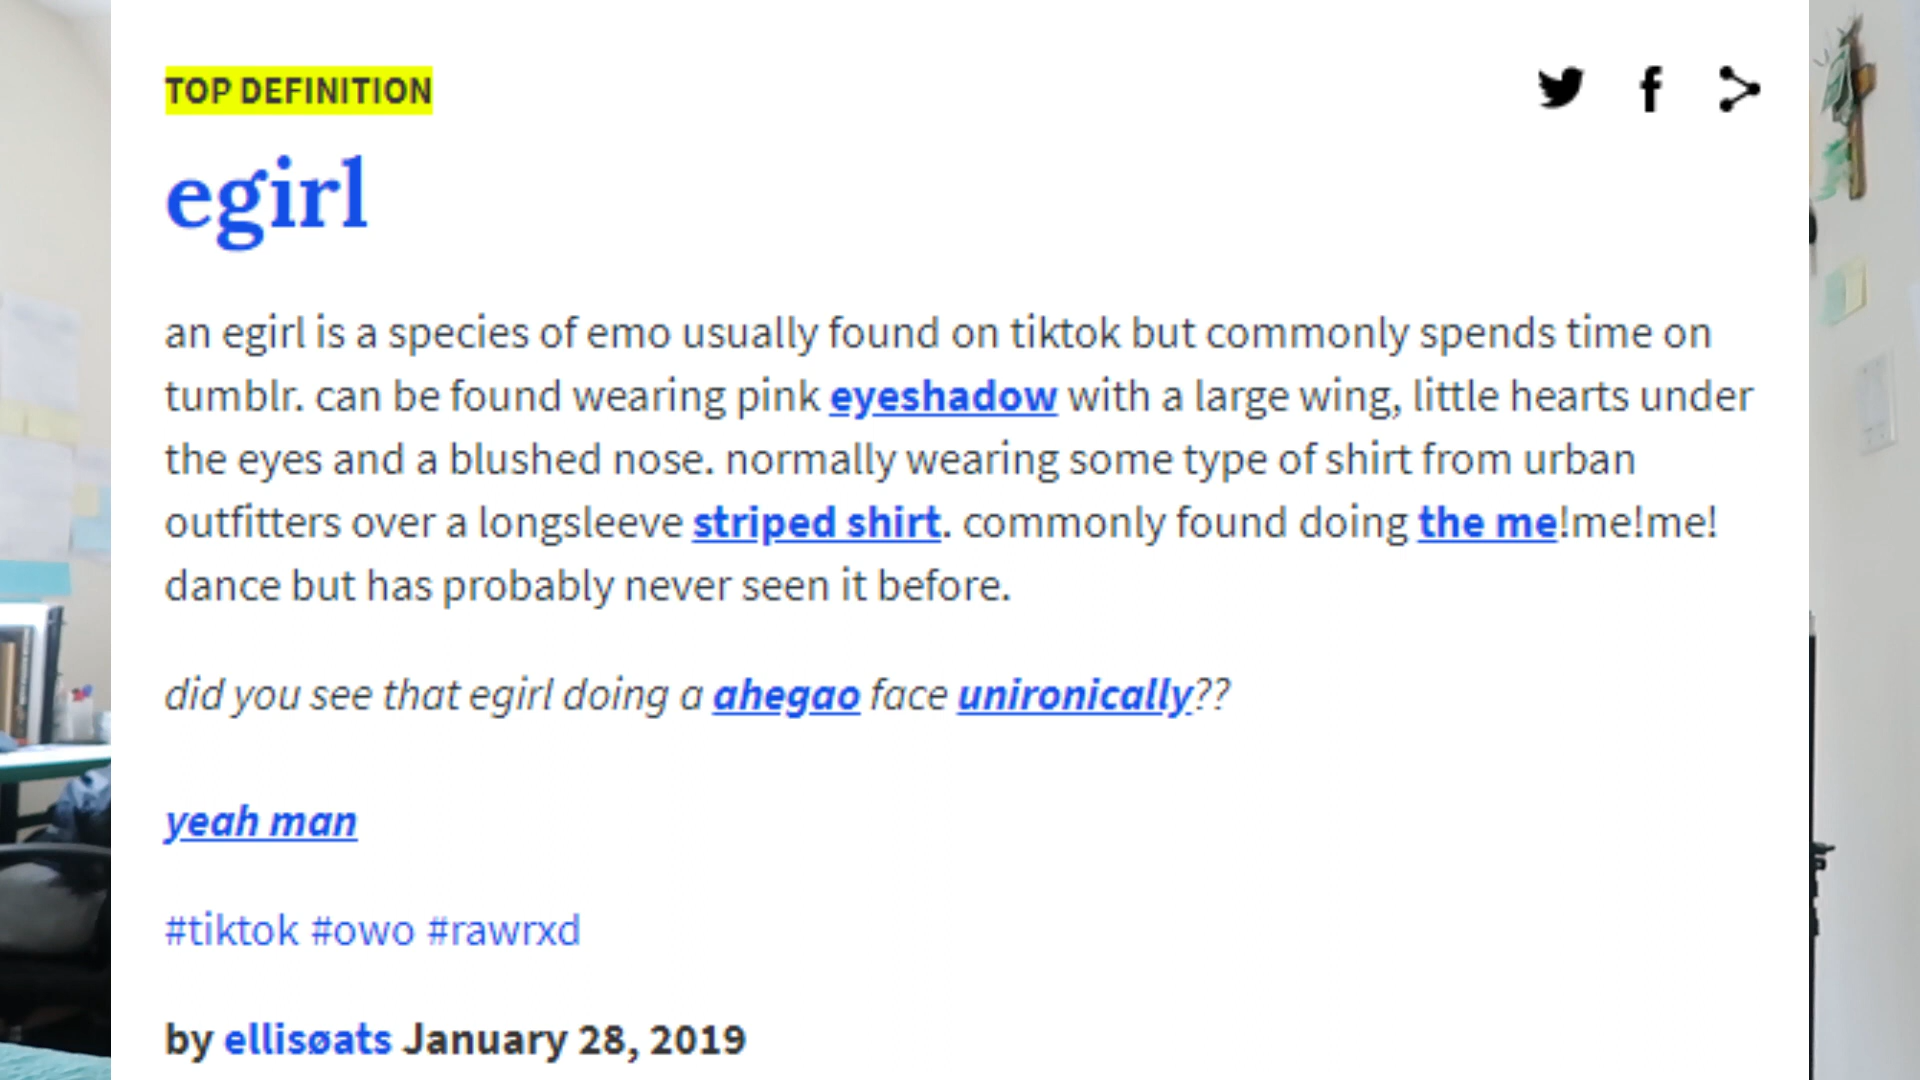 TOP DEFINITION
egirl
an egirl is a species of emo usually found on tiktok but commonly spends time on
tumblr. can be found wearing pink eyeshadow with a large wing, little hearts under
the eyes and a blushed nose. normally wearing some type of shirt from urban
outfitters over a longsleeve striped shirt. commonly found doing the me!me!me!
dance but has probably never seen it before.
did you see that egirl doing a ahegao face unironically??
yeah man
#tiktok #owo #rawrxd
by ellisøats January 28, 2019